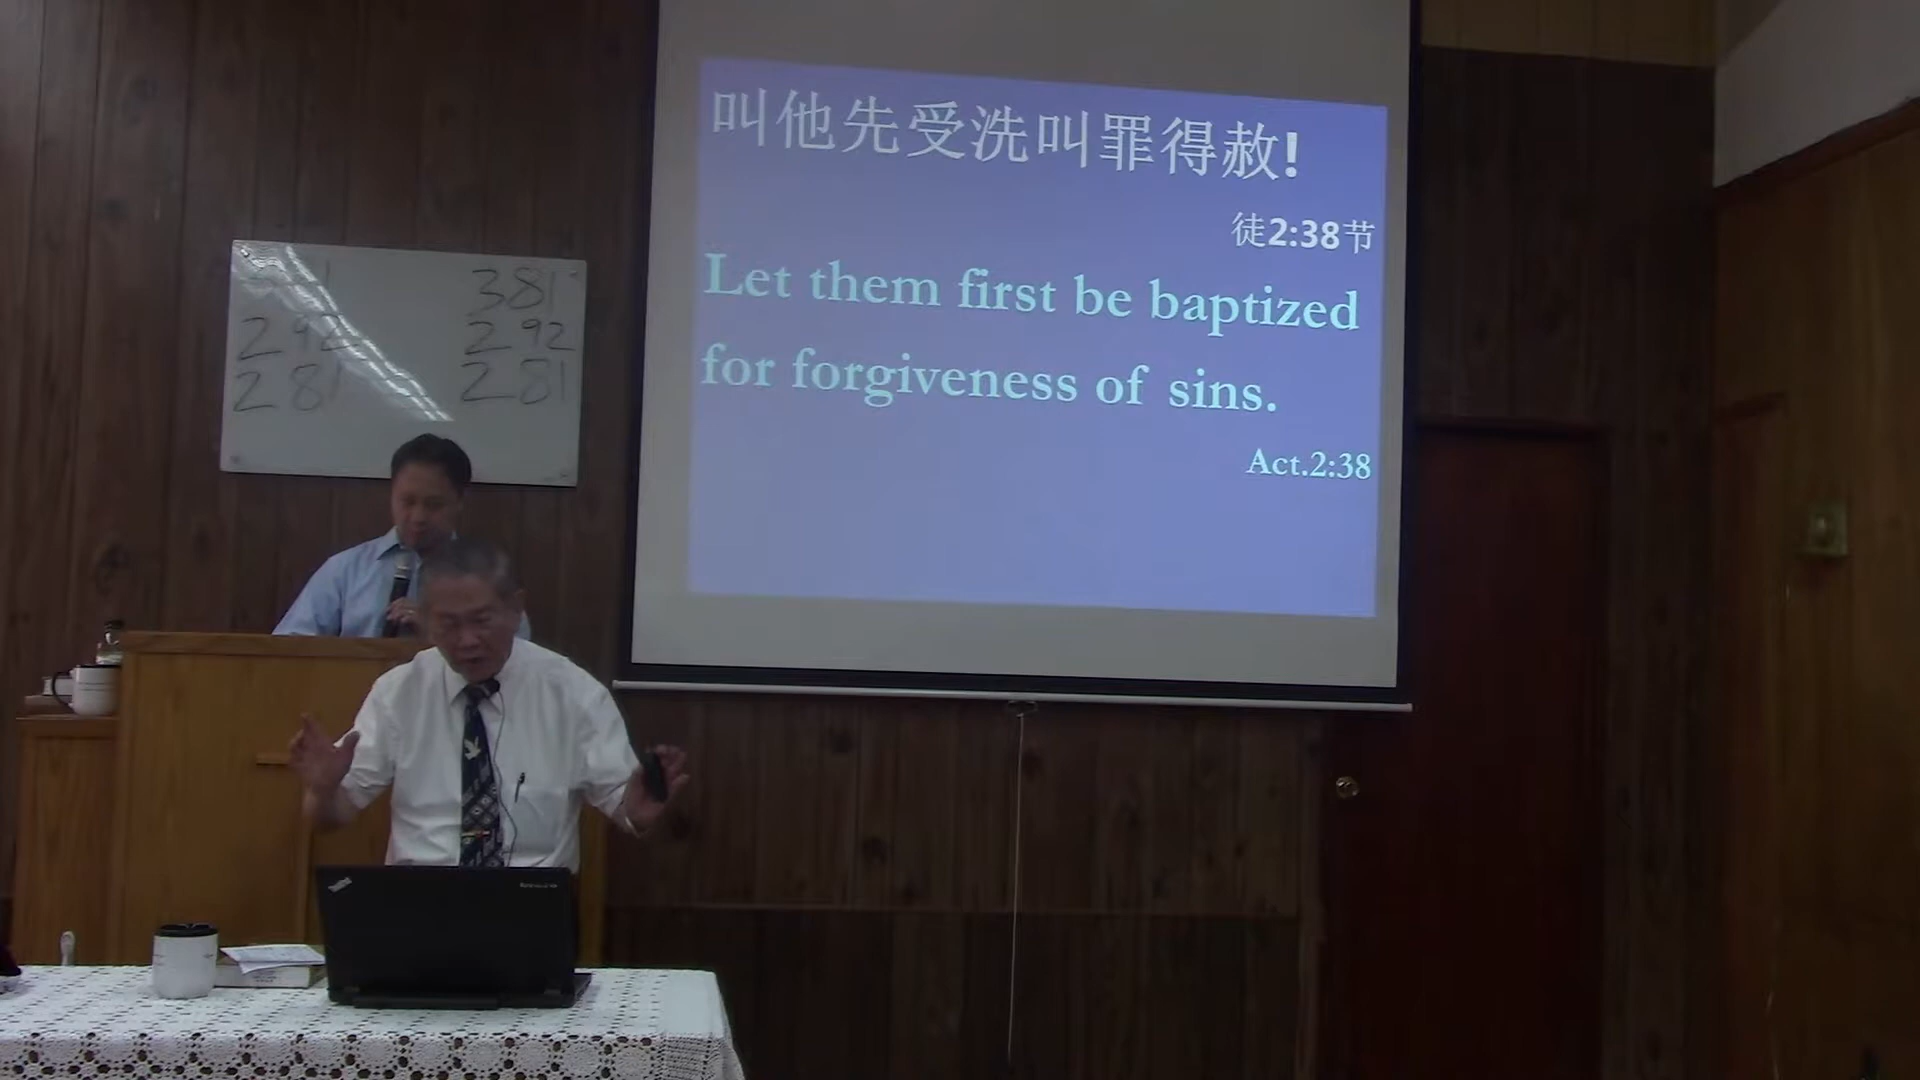 叫他先受洗叫罪得赦!
徒2:38节
Let them first be baptized
for forgiveness of sins.
Act.2:38
381
292 292
281 281
ThinkPad